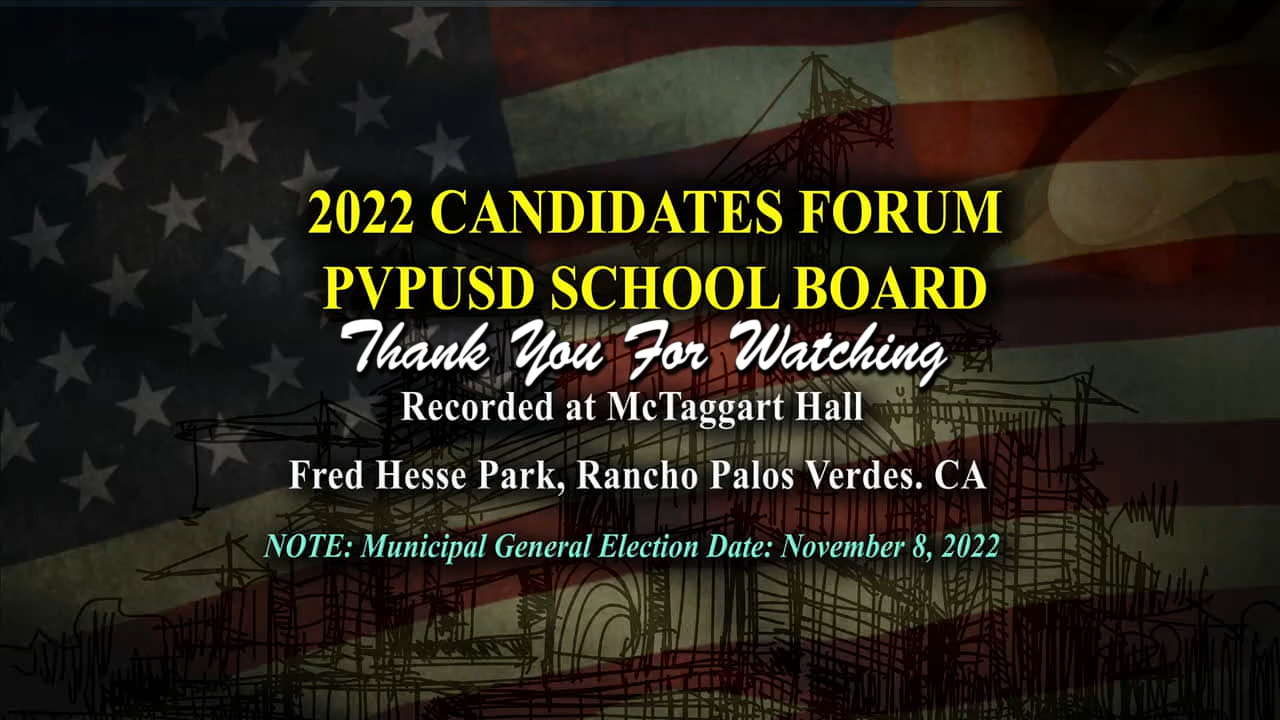 2022 CANDIDATES FORUM
PVPUSD SCHOOL BOARD
Thank You For Watching
Recorded at McTaggart Hall
Fred Hesse Park, Rancho Palos Verdes. CA
NOTE: Municipal General Election Date: November 8, 2022